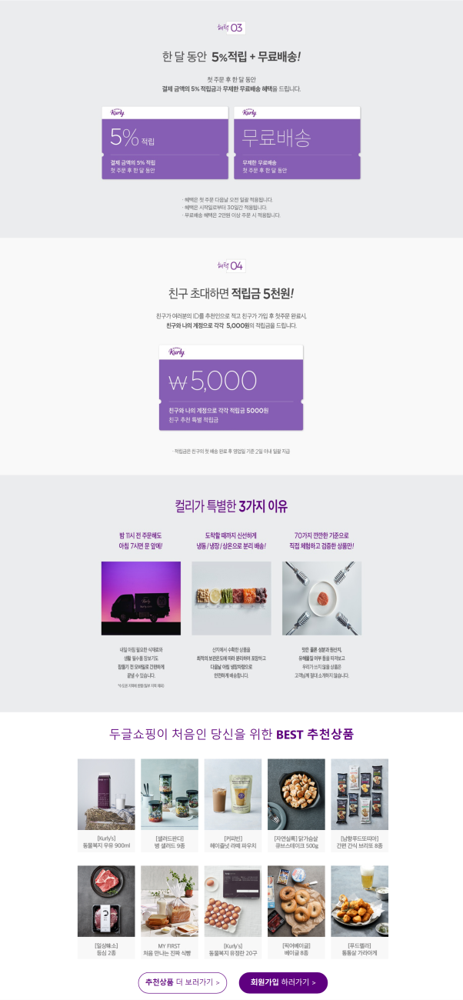 혜택 03
한 달 동안 5%적립 + 무료배송!
첫 주문 후 한 달 동안
결제 금액의 5% 적립금과 무제한 무료배송 혜택을 드립니다.
Kurly
5% 적립
결제 금액의 5% 적립
첫 주문 후 한 달 동안
Kurly
무료배송
무제한 무료배송
첫 주문 후 한 달 동안
· 혜택은 첫 주문 다음날 오전 일괄 적용됩니다.
· 혜택은 시작일로부터 30일간 적용됩니다.
· 무료배송 혜택은 2만원 이상 주문 시 적용됩니다.
혜택 04
친구 초대하면 적립금 5천원!
친구가 여러분의 ID를 추천인으로 적고 친구가 가입 후 첫주문 완료시,
친구와 나의 계정으로 각각 5,000원의 적립금을 드립니다.
Kurly
₩5,000
친구와 나의 계정으로 각각 적립금 5000원
친구 추천 특별 적립금
· 적립금은 친구의 첫 배송 완료 후 영업일 기준 2일 이내 일괄 지급
컬리가 특별한 3가지 이유
밤 11시 전 주문해도
아침 7시면 문 앞에!
도착할 때까지 신선하게
냉동 / 냉장 / 상온으로 분리 배송!
70가지 깐깐한 기준으로
직접 체험하고 검증한 상품만!
내일 아침 필요한 식재료와
생활 필수품 장보기도
잠들기 전 모바일로 간편하게
끝낼 수 있습니다.
*수도권 지역에 한함 (일부 지역 제외)
산지에서 수확한 상품을
최적의 보관온도에 따라 분리하여 포장하고
다음날 아침 냉장차량으로
안전하게 배송합니다.
맛은 물론 성분과 원산지,
유해물질 여부 등을 따져보고
우리가 쓰지 않을 상품은
고객님께 절대 소개하지 않습니다.
두글쇼핑이 처음인 당신을 위한 BEST 추천상품
[Kurly's]
동물복지 우유 900ml
[샐러드판다]
병 샐러드 9종
[커피빈]
헤이즐넛 라떼 파우치
[자연실록] 닭가슴살
큐브스테이크 500g
[남향푸드또띠아]
간편 간식 브리또 8종
[일상味소]
등심 2종
MY FIRST
처음 만나는 진짜 식빵
[Kurly's]
동물복지 유정란 20구
[픽어베이글]
베이글 8종
[푸드렐라]
통통살 가라아게
추천상품 더 보러가기 >
회원가입 하러가기 >